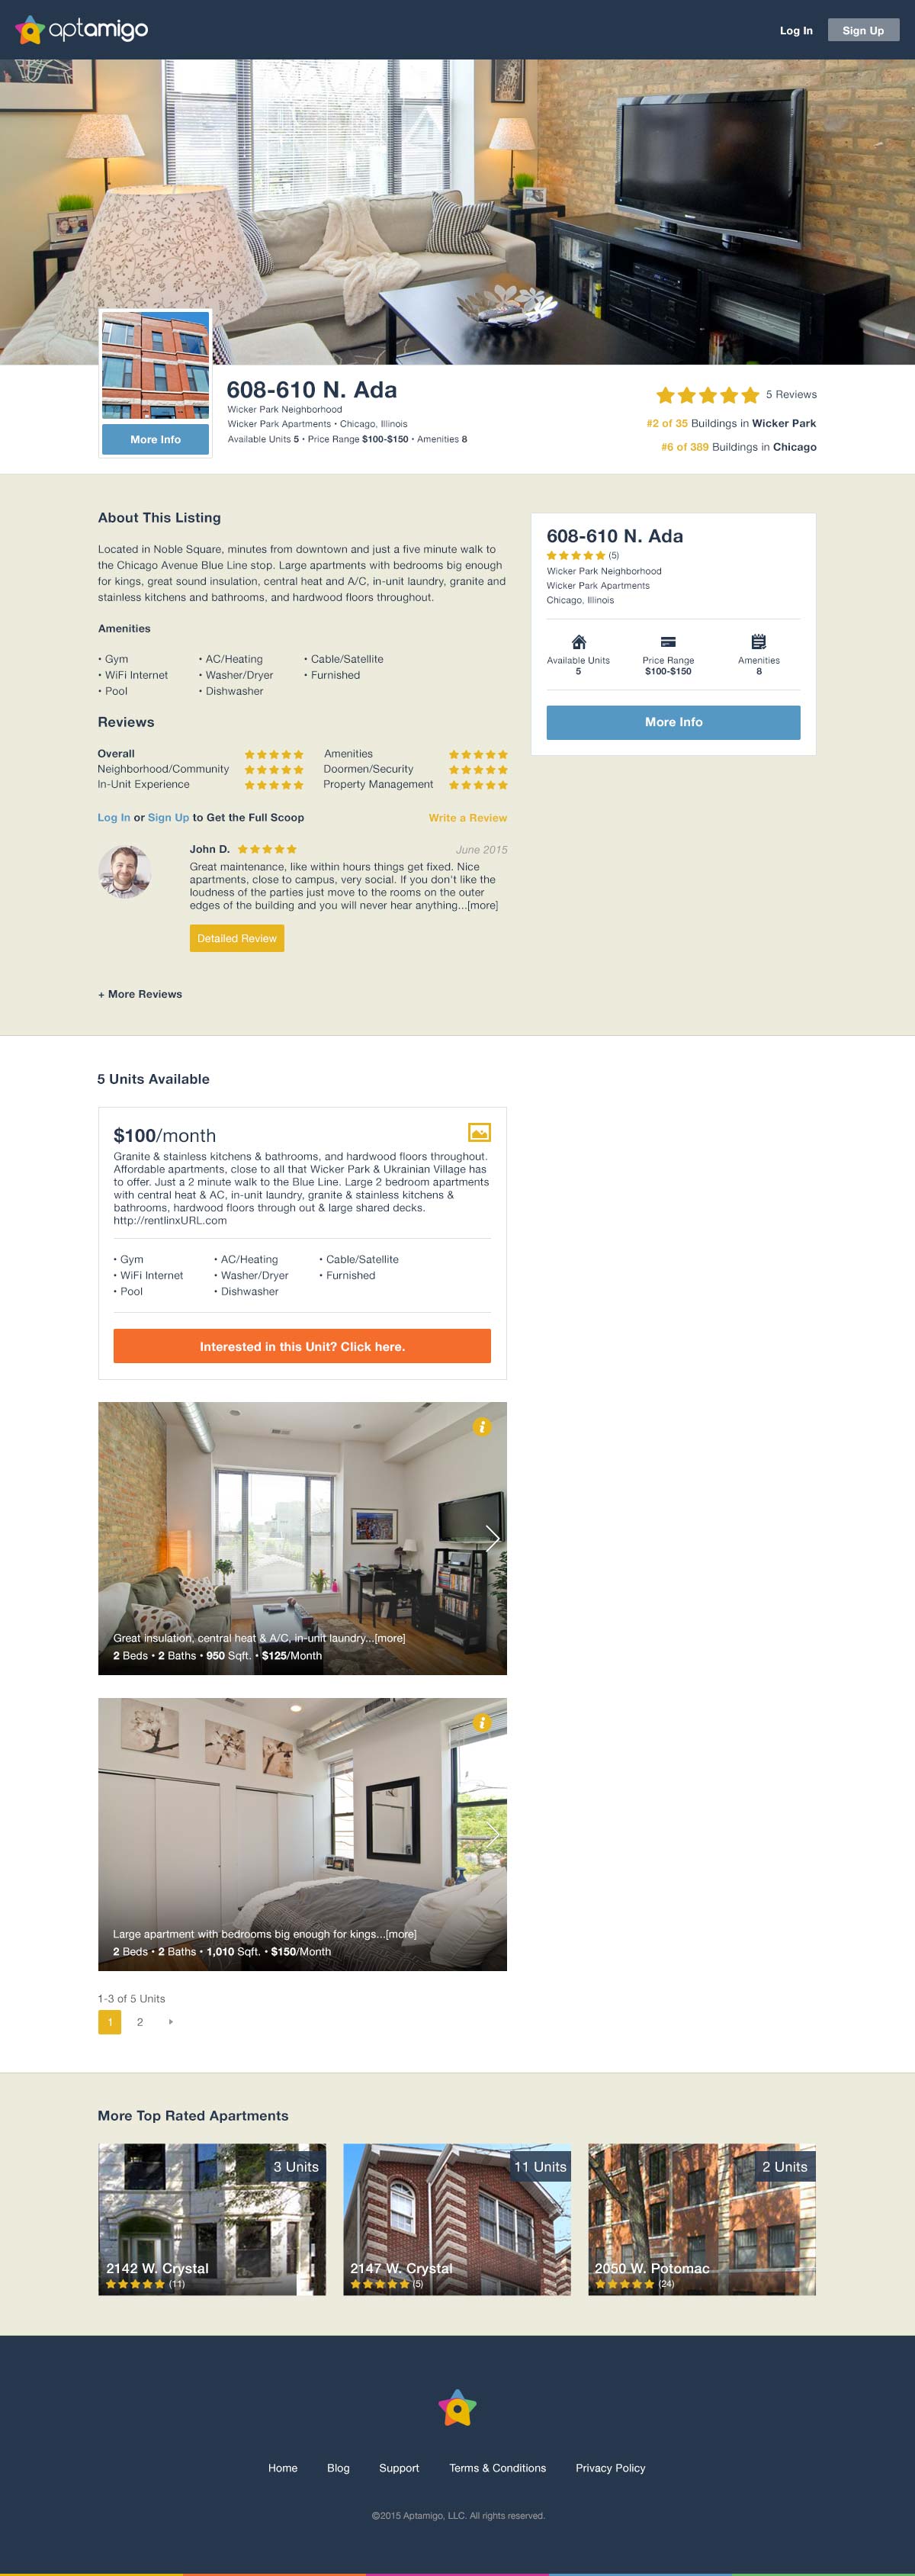 aptamigo
Log In
Sign Up
608-610 N. Ada
Wicker Park Neighborhood
Wicker Park Apartments • Chicago, Illinois
Available Units 5 • Price Range $100-$150 • Amenities 8
More Info
5 Reviews
#2 of 35 Buildings in Wicker Park
#6 of 389 Buildings in Chicago
About This Listing
Located in Noble Square, minutes from downtown and just a five minute walk to
the Chicago Avenue Blue Line stop. Large apartments with bedrooms big enough
for kings, great sound insulation, central heat and A/C, in-unit laundry, granite and
stainless kitchens and bathrooms, and hardwood floors throughout.
Amenities
• Gym
• WiFi Internet
• Pool
• AC/Heating
• Washer/Dryer
• Dishwasher
• Cable/Satellite
• Furnished
608-610 N. Ada
(5)
Wicker Park Neighborhood
Wicker Park Apartments
Chicago, Illinois
Available Units
5
Price Range
$100-$150
Amenities
8
More Info
Reviews
Overall
Neighborhood/Community
In-Unit Experience
Amenities
Doormen/Security
Property Management
Log In or Sign Up to Get the Full Scoop
Write a Review
John D.
June 2015
Great maintenance, like within hours things get fixed. Nice
apartments, close to campus, very social. If you don't like the
loudness of the parties just move to the rooms on the outer
edges of the building and you will never hear anything...[more]
Detailed Review
+ More Reviews
5 Units Available
$100/month
Granite & stainless kitchens & bathrooms, and hardwood floors throughout.
Affordable apartments, close to all that Wicker Park & Ukrainian Village has
to offer. Just a 2 minute walk to the Blue Line. Large 2 bedroom apartments
with central heat & AC, in-unit laundry, granite & stainless kitchens &
bathrooms, hardwood floors through out & large shared decks.
http://rentlinxURL.com
• Gym
• WiFi Internet
• Pool
• AC/Heating
• Washer/Dryer
• Dishwasher
• Cable/Satellite
• Furnished
Interested in this Unit? Click here.
i
Great insulation, central heat & A/C, in-unit laundry...[more]
2 Beds • 2 Baths • 950 Sqft. • $125/Month
i
Large apartment with bedrooms big enough for kings...[more]
2 Beds • 2 Baths • 1,010 Sqft. • $150/Month
1-3 of 5 Units
1 2
More Top Rated Apartments
3 Units
2142 W. Crystal
(11)
11 Units
2147 W. Crystal
(5)
2 Units
2050 W. Potomac
(24)
Home
Blog
Support
Terms & Conditions
Privacy Policy
©2015 Aptamigo, LLC. All rights reserved.